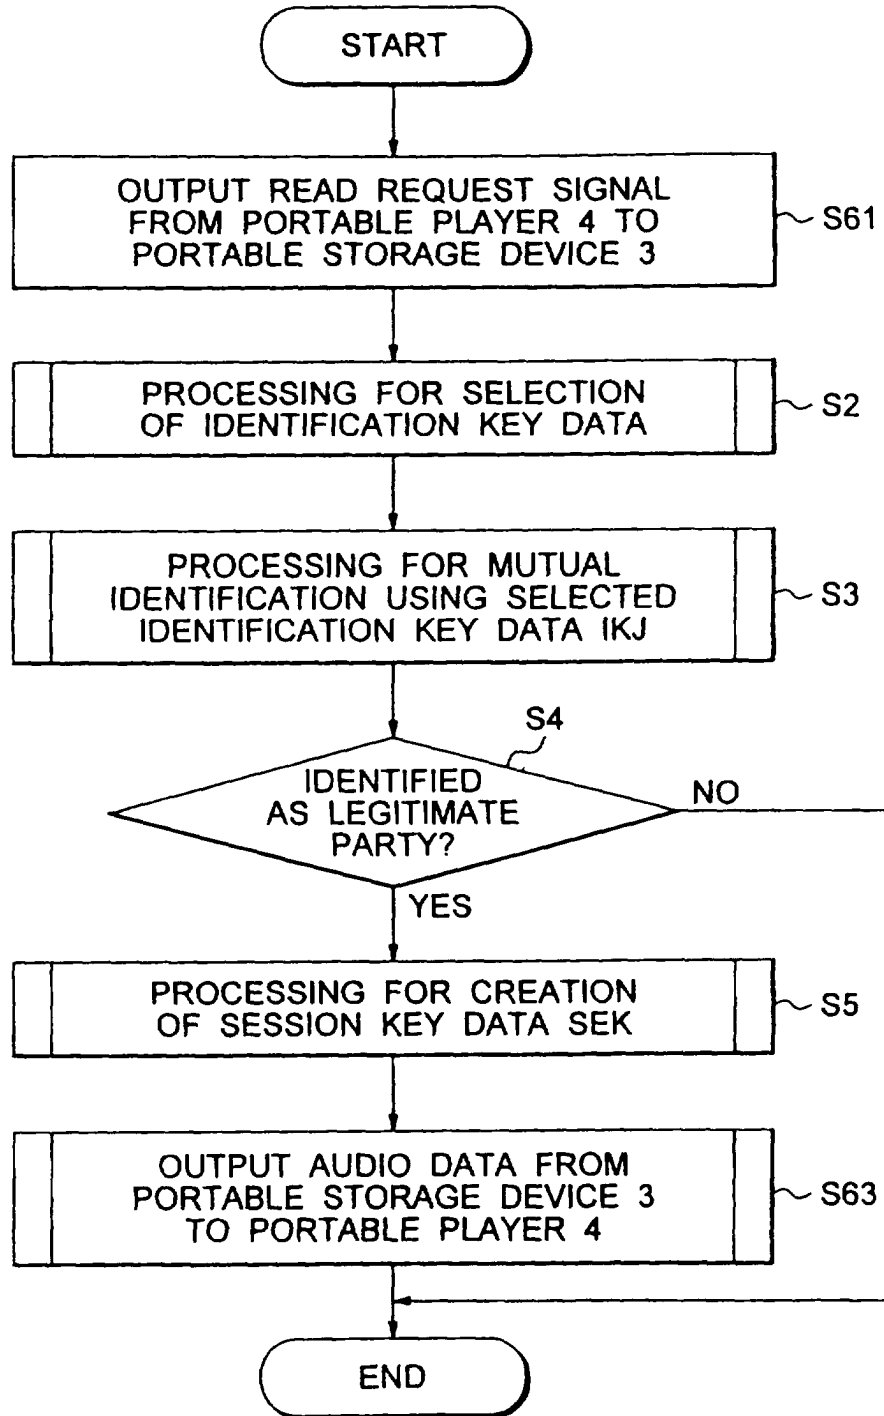 START
OUTPUT READ REQUEST SIGNAL
FROM PORTABLE PLAYER 4 TO
PORTABLE STORAGE DEVICE 3
S61
PROCESSING FOR SELECTION
OF IDENTIFICATION KEY DATA
S2
PROCESSING FOR MUTUAL
IDENTIFICATION USING SELECTED
IDENTIFICATION KEY DATA IKJ
S3
S4
IDENTIFIED
AS LEGITIMATE
PARTY?
NO
YES
PROCESSING FOR CREATION
OF SESSION KEY DATA SEK
S5
OUTPUT AUDIO DATA FROM
PORTABLE STORAGE DEVICE 3
TO PORTABLE PLAYER 4
S63
END